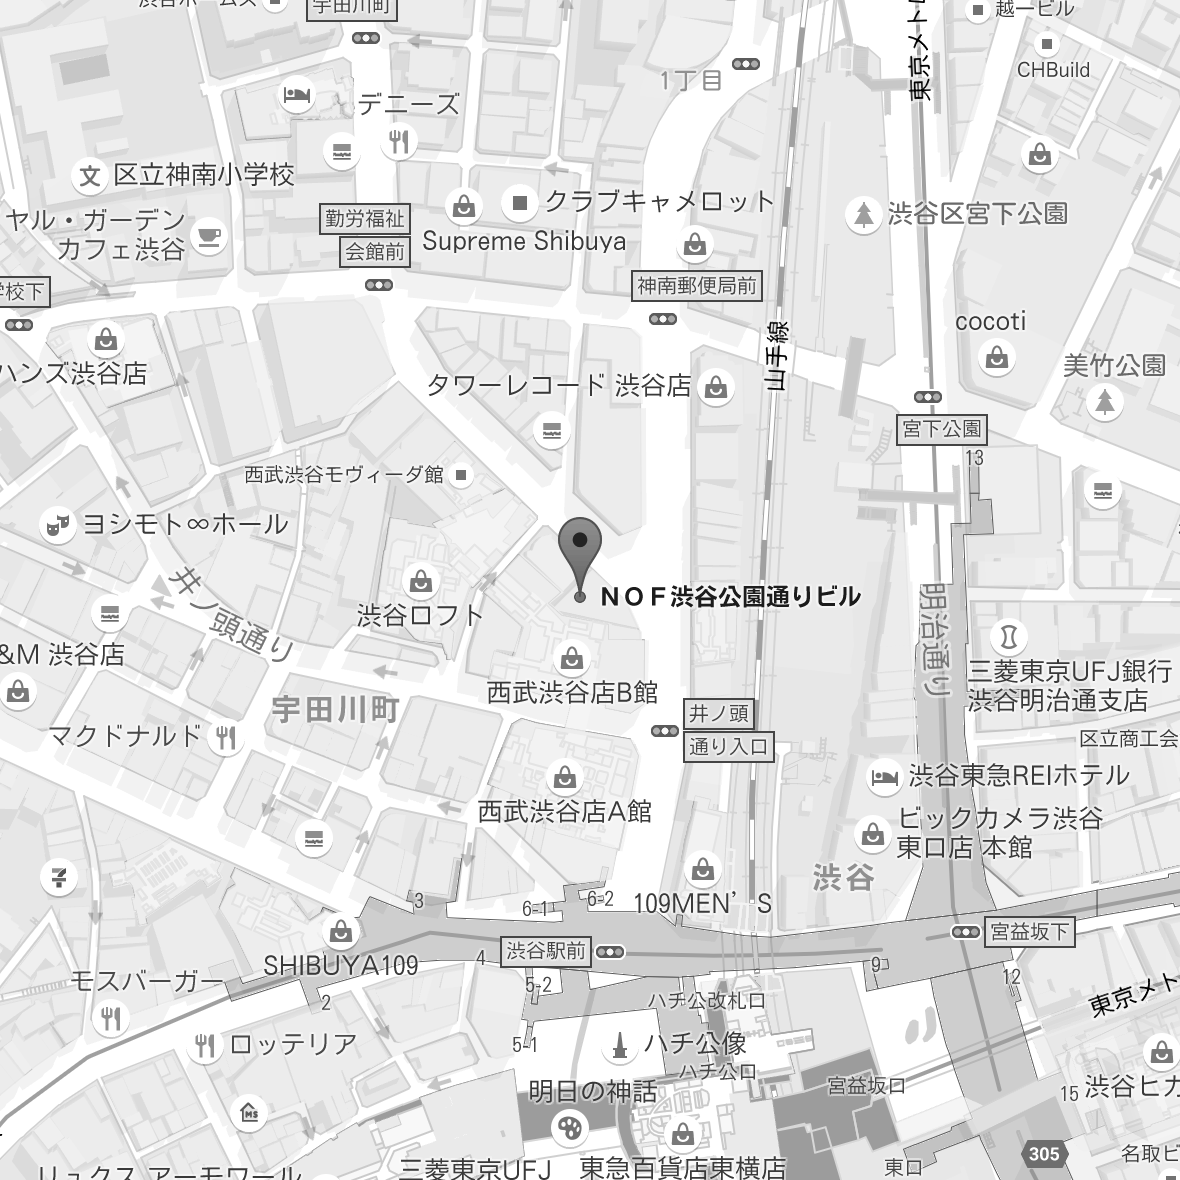 宇田川町
越一ビル
CHBuild
1丁目
東京メトロ
デニーズ
区立神南小学校
クラブキャメロット
ヤル・ガーデン
カフェ渋谷
勤労福祉
会館前
Supreme Shibuya
渋谷区宮下公園
神南郵便局前
学校下
cocoti
山手線
ハンズ渋谷店
タワーレコード 渋谷店
美竹公園
宮下公園
13
西武渋谷モヴィーダ館
ヨシモト∞ホール
井ノ頭通り
渋谷ロフト
NOF渋谷公園通りビル
明治通り
&M 渋谷店
西武渋谷店B館
三菱東京UFJ銀行
渋谷明治通支店
宇田川町
井ノ頭
通り入口
マクドナルド
区立商工会
渋谷東急REIホテル
西武渋谷店A館
ビックカメラ渋谷
東口店 本館
渋谷
3
6-1
6-2
109MEN'S
渋谷駅前
宮益坂下
4
SHIBUYA109
9
12
5-2
モスバーガー
2
ハチ公改札口
東京メト
ロッテリア
5-1
ハチ公像
ハチ公口
明日の神話
宮益坂口
15
渋谷ヒカ
305
名取ビ
リュクス アーモワール
三菱東京UFJ
東急百貨店東横店
東口